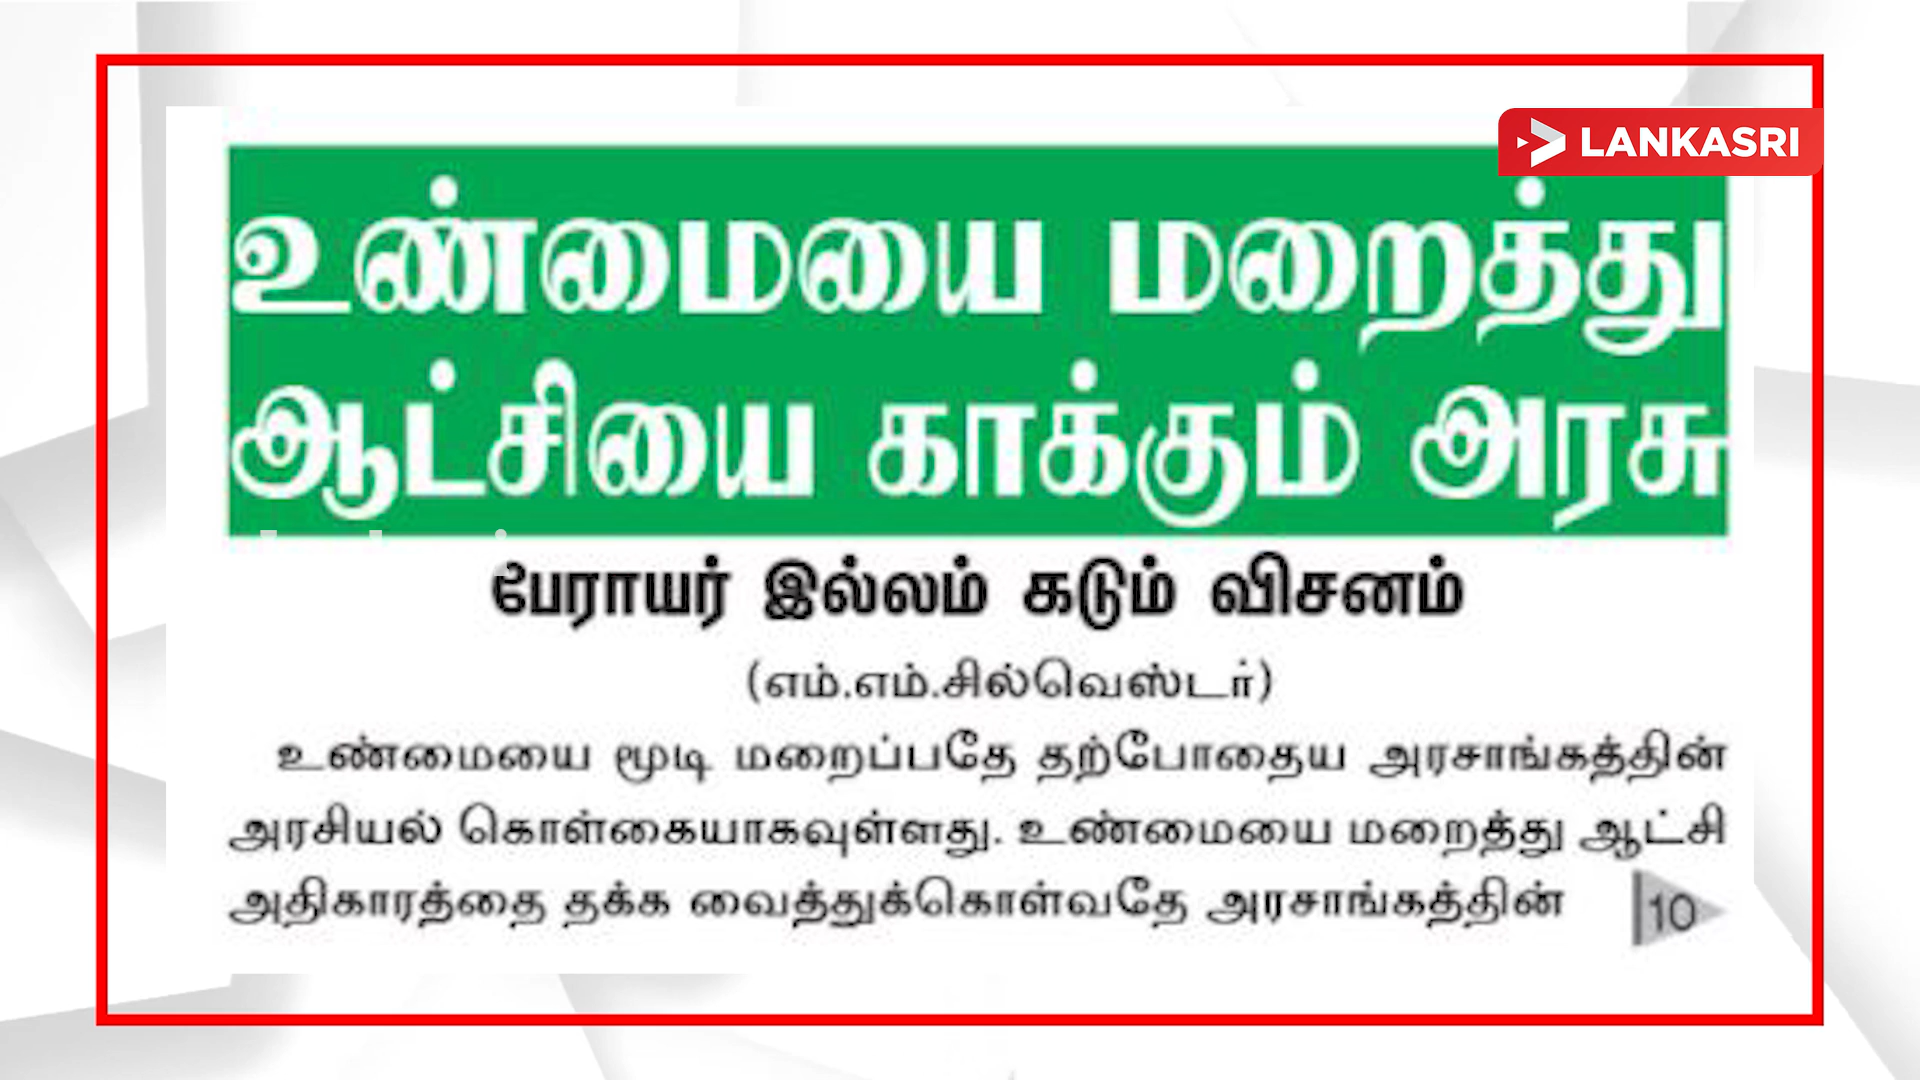 LANKASRI
உண்மையை மறைத்து
ஆட்சியை காக்கும் அரசு
பேராயர் இல்லம் கடும் விசனம்
(எம்.எம்.சில்வெஸ்டர்)
உண்மையை மூடி மறைப்பதே தற்போதைய அரசாங்கத்தின்
அரசியல் கொள்கையாகவுள்ளது. உண்மையை மறைத்து ஆட்சி
அதிகாரத்தை தக்க வைத்துக்கொள்வதே அரசாங்கத்தின்
10